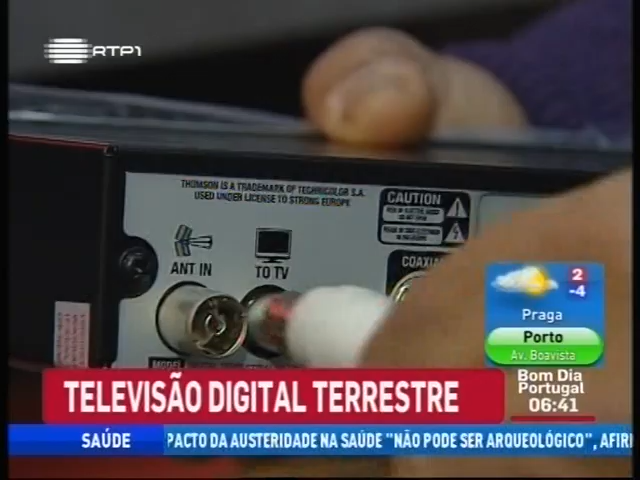 RTP1
THOMSON IS A TRADEMARK OF TECHNICOLOR S.A.
USED UNDER LICENSE TO STRONG EUROPE
CAUTION
ANT IN
TO TV
COAXIA
2
-4
Praga
Porto
Av. Boavista
Bom Dia
Portugal
06:41
TELEVISÃO DIGITAL TERRESTRE
SAÚDE
PACTO DA AUSTERIDADE NA SAÚDE "NÃO PODE SER ARQUEOLÓGICO", AFIRI